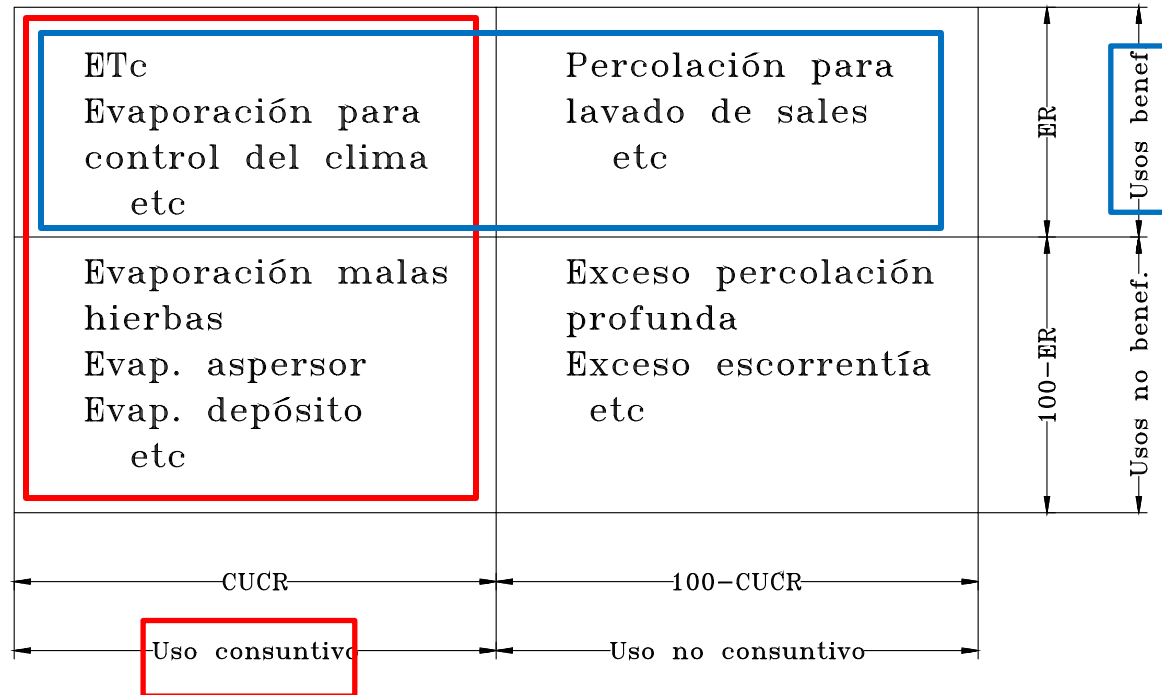 ETc
Evaporación para
control del clima
etc
Percolación para
lavado de sales
etc
ER
Usos benef.
Evaporación malas
hierbas
Evap. aspersor
Evap. depósito
etc
Exceso percolación
profunda
Exceso escorrentía
etc
100-ER
Usos no benef.
CUCR
100-CUCR
Uso consuntivo
Uso no consuntivo